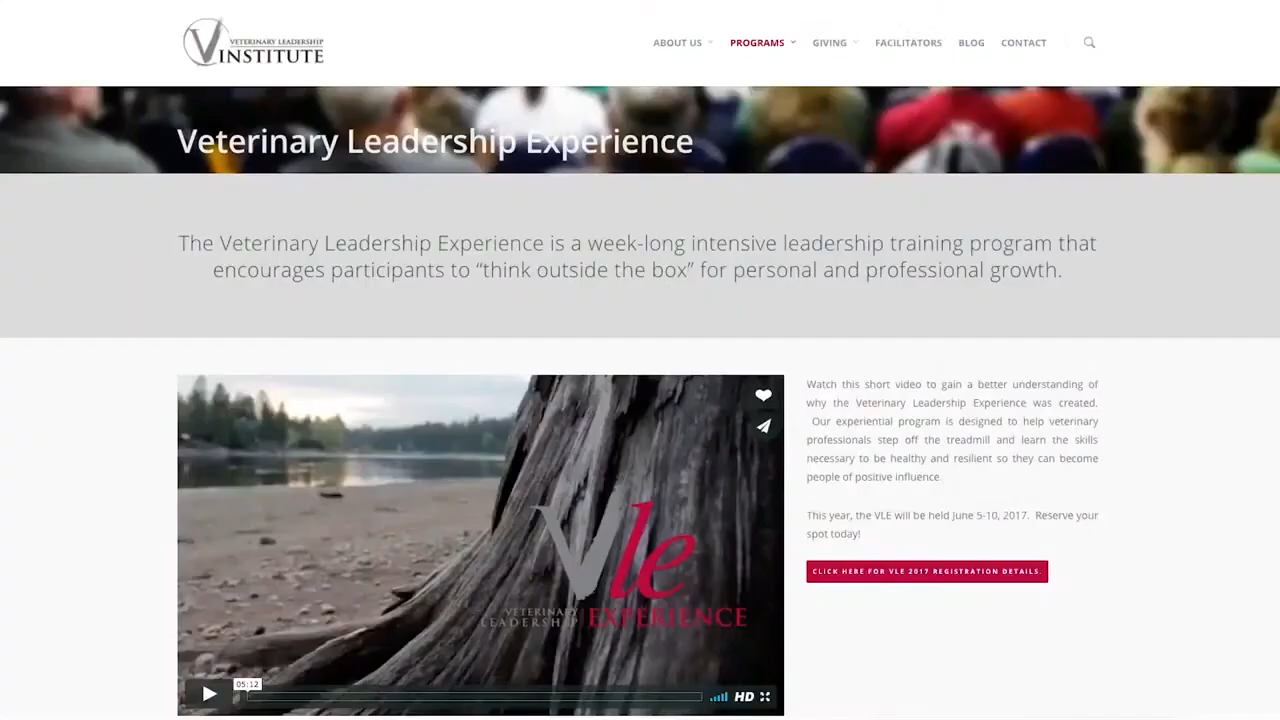 VETERINARY LEADERSHIP
VINSTITUTE
ABOUT US PROGRAMS GIVING FACILITATORS BLOG CONTACT
Veterinary Leadership Experience
The Veterinary Leadership Experience is a week-long intensive leadership training program that
encourages participants to “think outside the box” for personal and professional growth.
Watch this short video to gain a better understanding of
why the Veterinary Leadership Experience was created.
Our experiential program is designed to help veterinary
professionals step off the treadmill and learn the skills
necessary to be healthy and resilient so they can become
people of positive influence.
This year, the VLE will be held June 5-10, 2017. Reserve your
spot today!
CLICK HERE FOR VLE 2017 REGISTRATION DETAILS.
Vle
VETERINARY
LEADERSHIP EXPERIENCE
05:12
HD